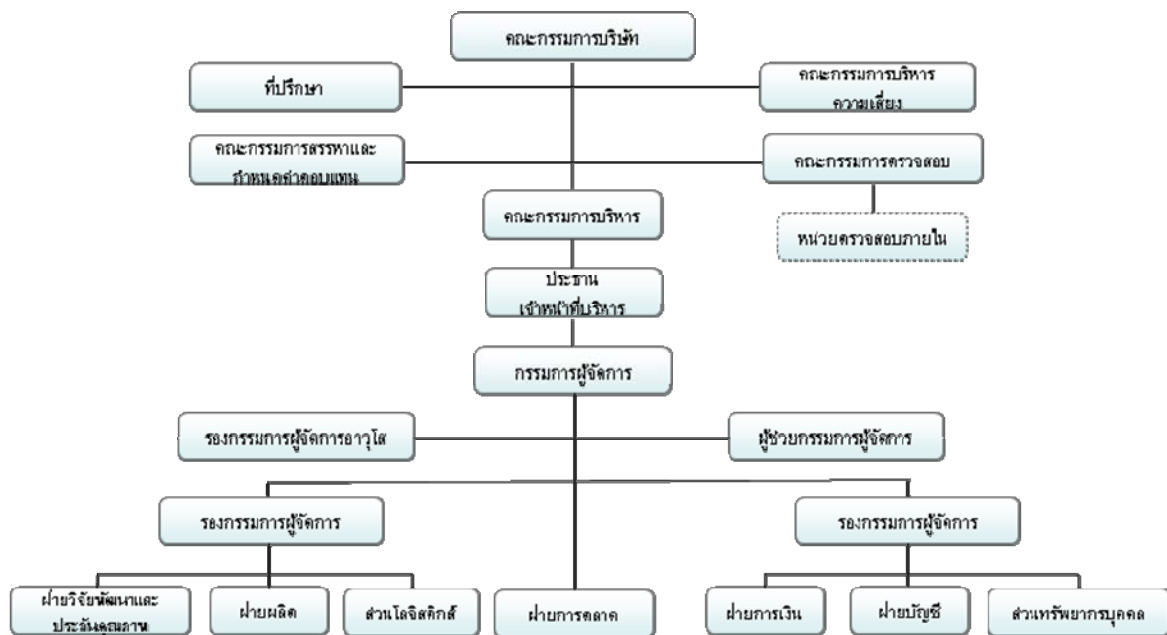 คณะกรรมการบริษัท
ที่ปรึกษา
คณะกรรมการบริหาร
ความเสี่ยง
คณะกรรมการสรรหาและ
กำหนดค่าตอบแทน
คณะกรรมการตรวจสอบ
คณะกรรมการบริหาร
หน่วยตรวจสอบภายใน
ประธาน
เจ้าหน้าที่บริหาร
กรรมการผู้จัดการ
รองกรรมการผู้จัดการอาวุโส
ผู้ช่วยกรรมการผู้จัดการ
รองกรรมการผู้จัดการ
รองกรรมการผู้จัดการ
ฝ่ายวิจัยพัฒนาและ
ประกันคุณภาพ
ฝ่ายผลิต
ส่วนโลจิสติกส์
ฝ่ายการตลาด
ฝ่ายการเงิน
ฝ่ายบัญชี
ส่วนทรัพยากรบุคคล